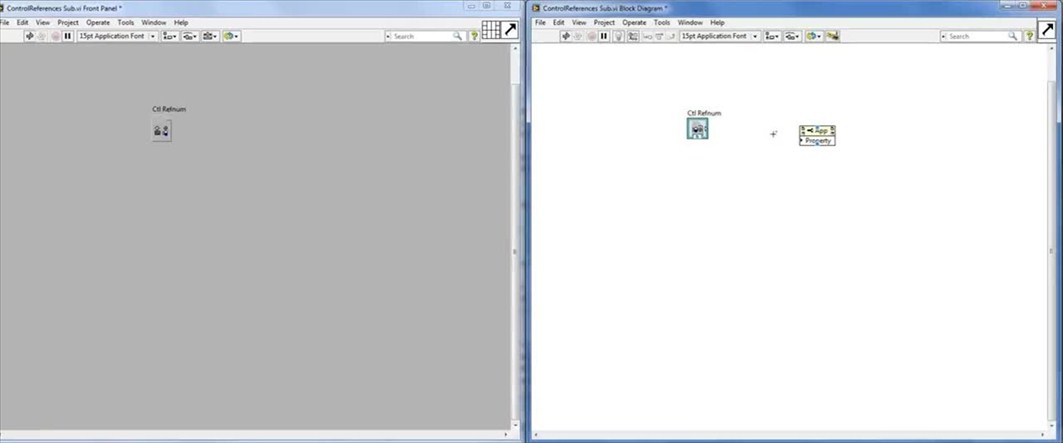 ControlReferences Sub.vi Front Panel *
File Edit View Project Operate Tools Window Help
15pt Application Font
Search
Ctl Refnum
ControlReferences Sub.vi Block Diagram *
File Edit View Project Operate Tools Window Help
15pt Application Font
Search
Ctl Refnum
App
Property